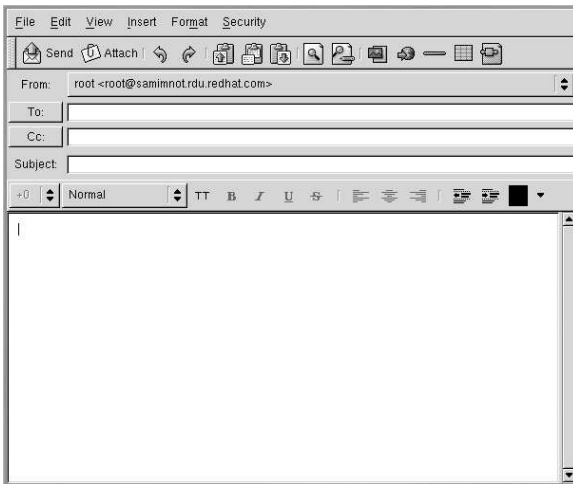 File Edit View Insert Format Security
Send Attach
From: root <root@samimnot.rdu.redhat.com>
To:
Cc:
Subject:
+0 Normal TT B I U S